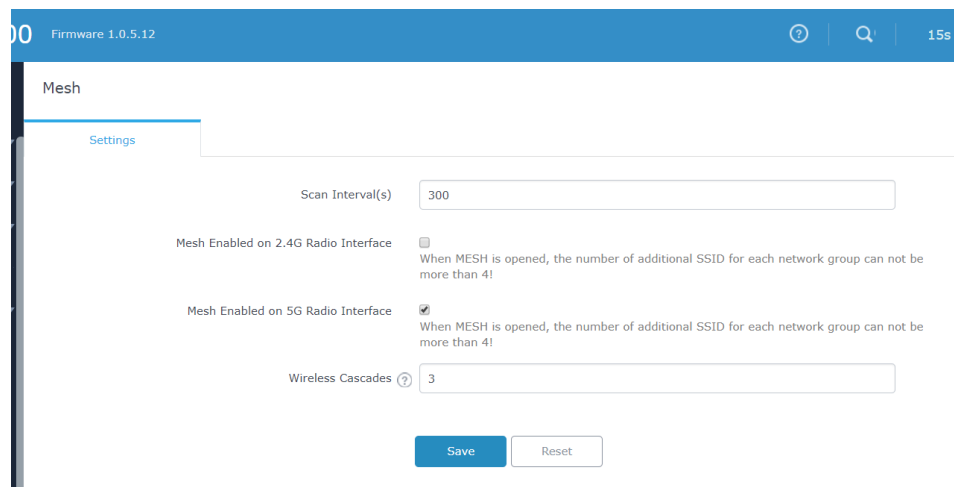 00 Firmware 1.0.5.12 15s
Mesh
Settings
Scan Interval(s) 300
Mesh Enabled on 2.4G Radio Interface
When MESH is opened, the number of additional SSID for each network group can not be
more than 4!
Mesh Enabled on 5G Radio Interface
When MESH is opened, the number of additional SSID for each network group can not be
more than 4!
Wireless Cascades ? 3
Save Reset